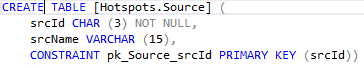 CREATE TABLE [Hotspots.Source] (
srcId CHAR (3) NOT NULL,
srcName VARCHAR (15),
CONSTRAINT pk_Source_srcId PRIMARY KEY (srcId))